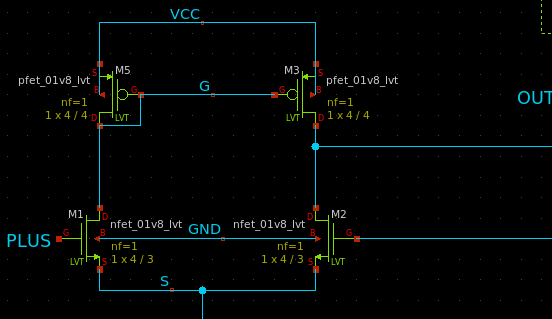 VCC
S M5 M3 S
pfet_01v8_lvt B G G G B pfet_01v8_lvt
nf=1 nf=1
1 x 4 / 4 D LVT LVT D 1 x 4 / 4
OUT
M1 D D M2
nfet_01v8_lvt nfet_01v8_lvt
PLUS G B GND B G
nf=1 nf=1
LVT S 1 x 4 / 3 1 x 4 / 3 S LVT
S